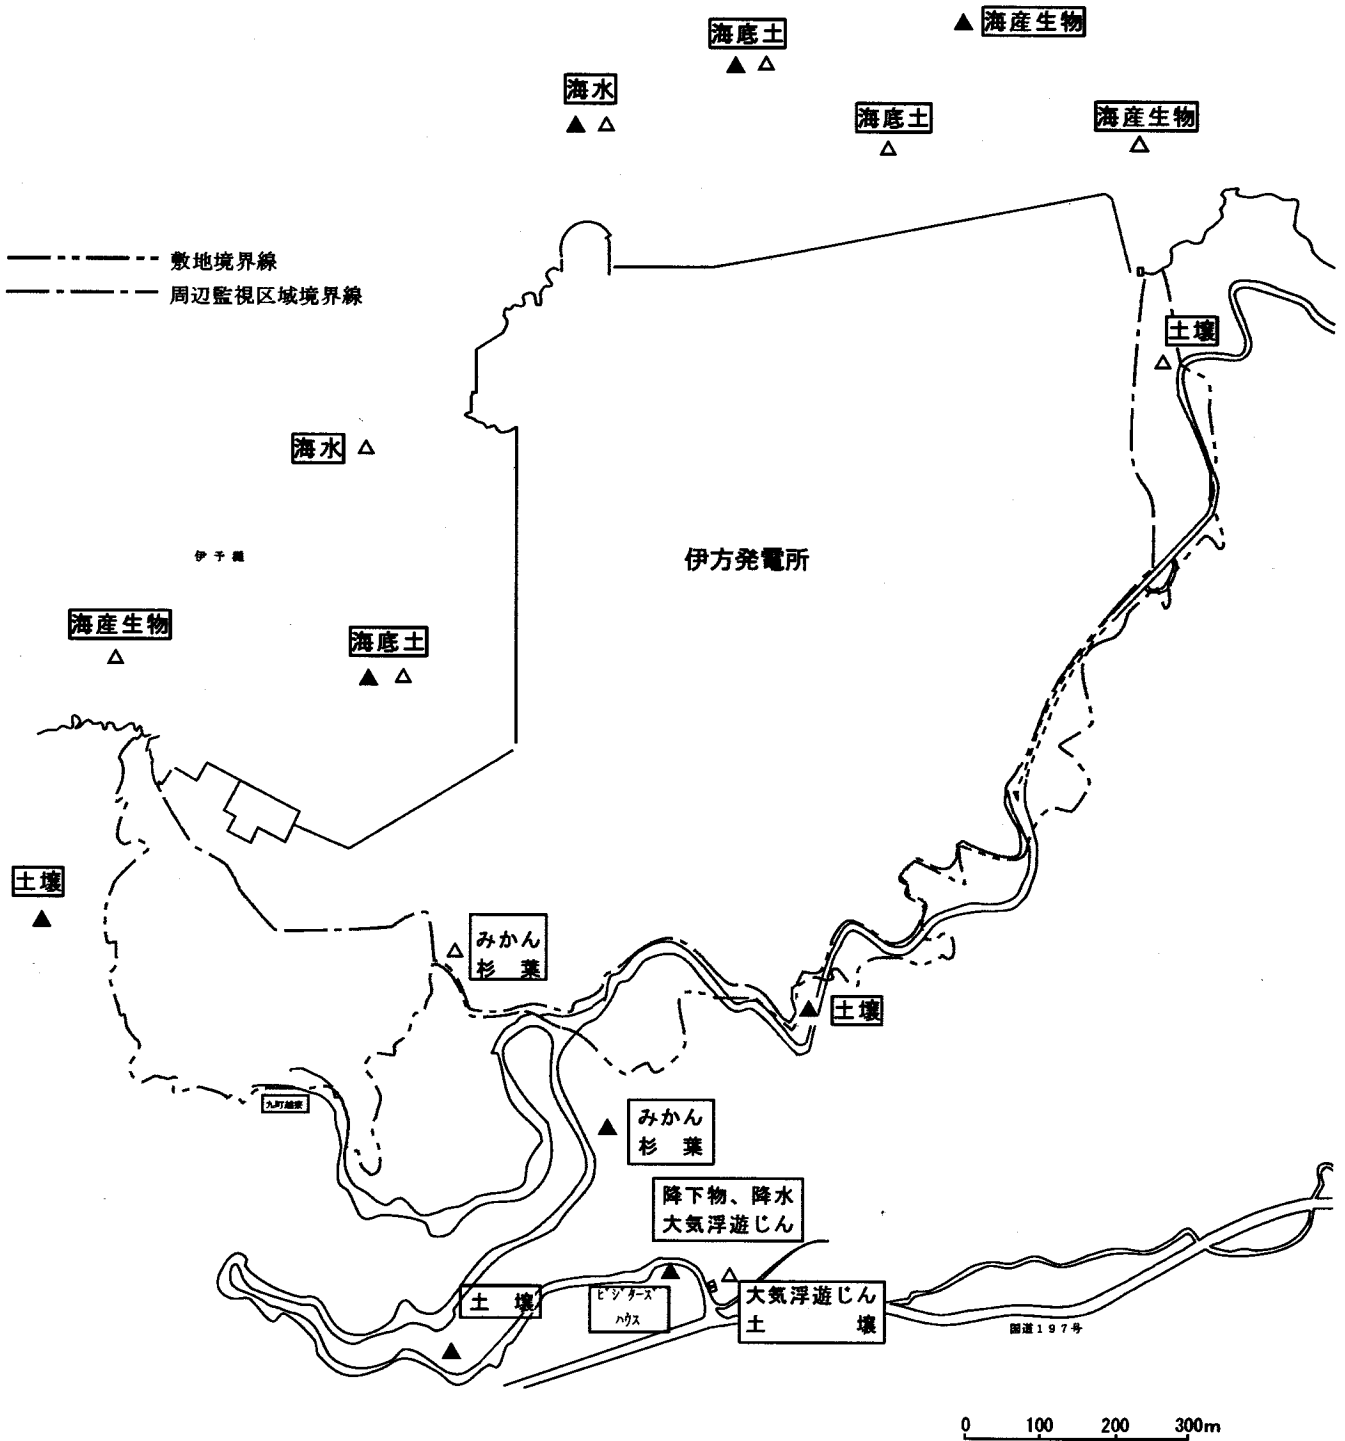 海産生物
海底土
海水
海底土
海産生物
敷地境界線
周辺監視区域境界線
土壌
海水
伊予灘
伊方発電所
海産生物
海底土
土壌
みかん
杉 葉
土壌
九町越寮
みかん
杉 葉
降下物、降水
大気浮遊じん
土 壌
ビジターズ
ハウス
大気浮遊じん
土 壌
国道197号
0 100 200 300m